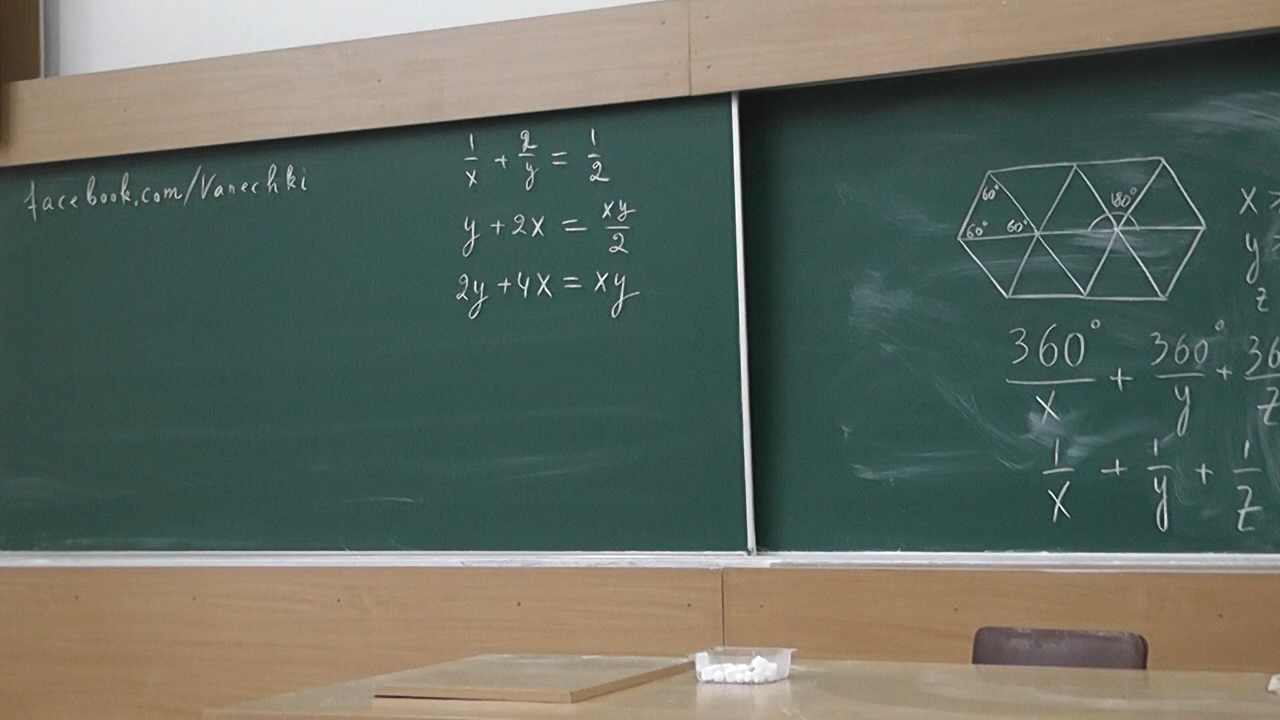 facebook.com/Vanechki
1/x + 2/y = 1/2
y + 2x = xy/2
2y + 4x = xy
60°
60° 60°
180°
x
y
z
360°/x + 360°/y + 36/z
1/x + 1/y + 1/z